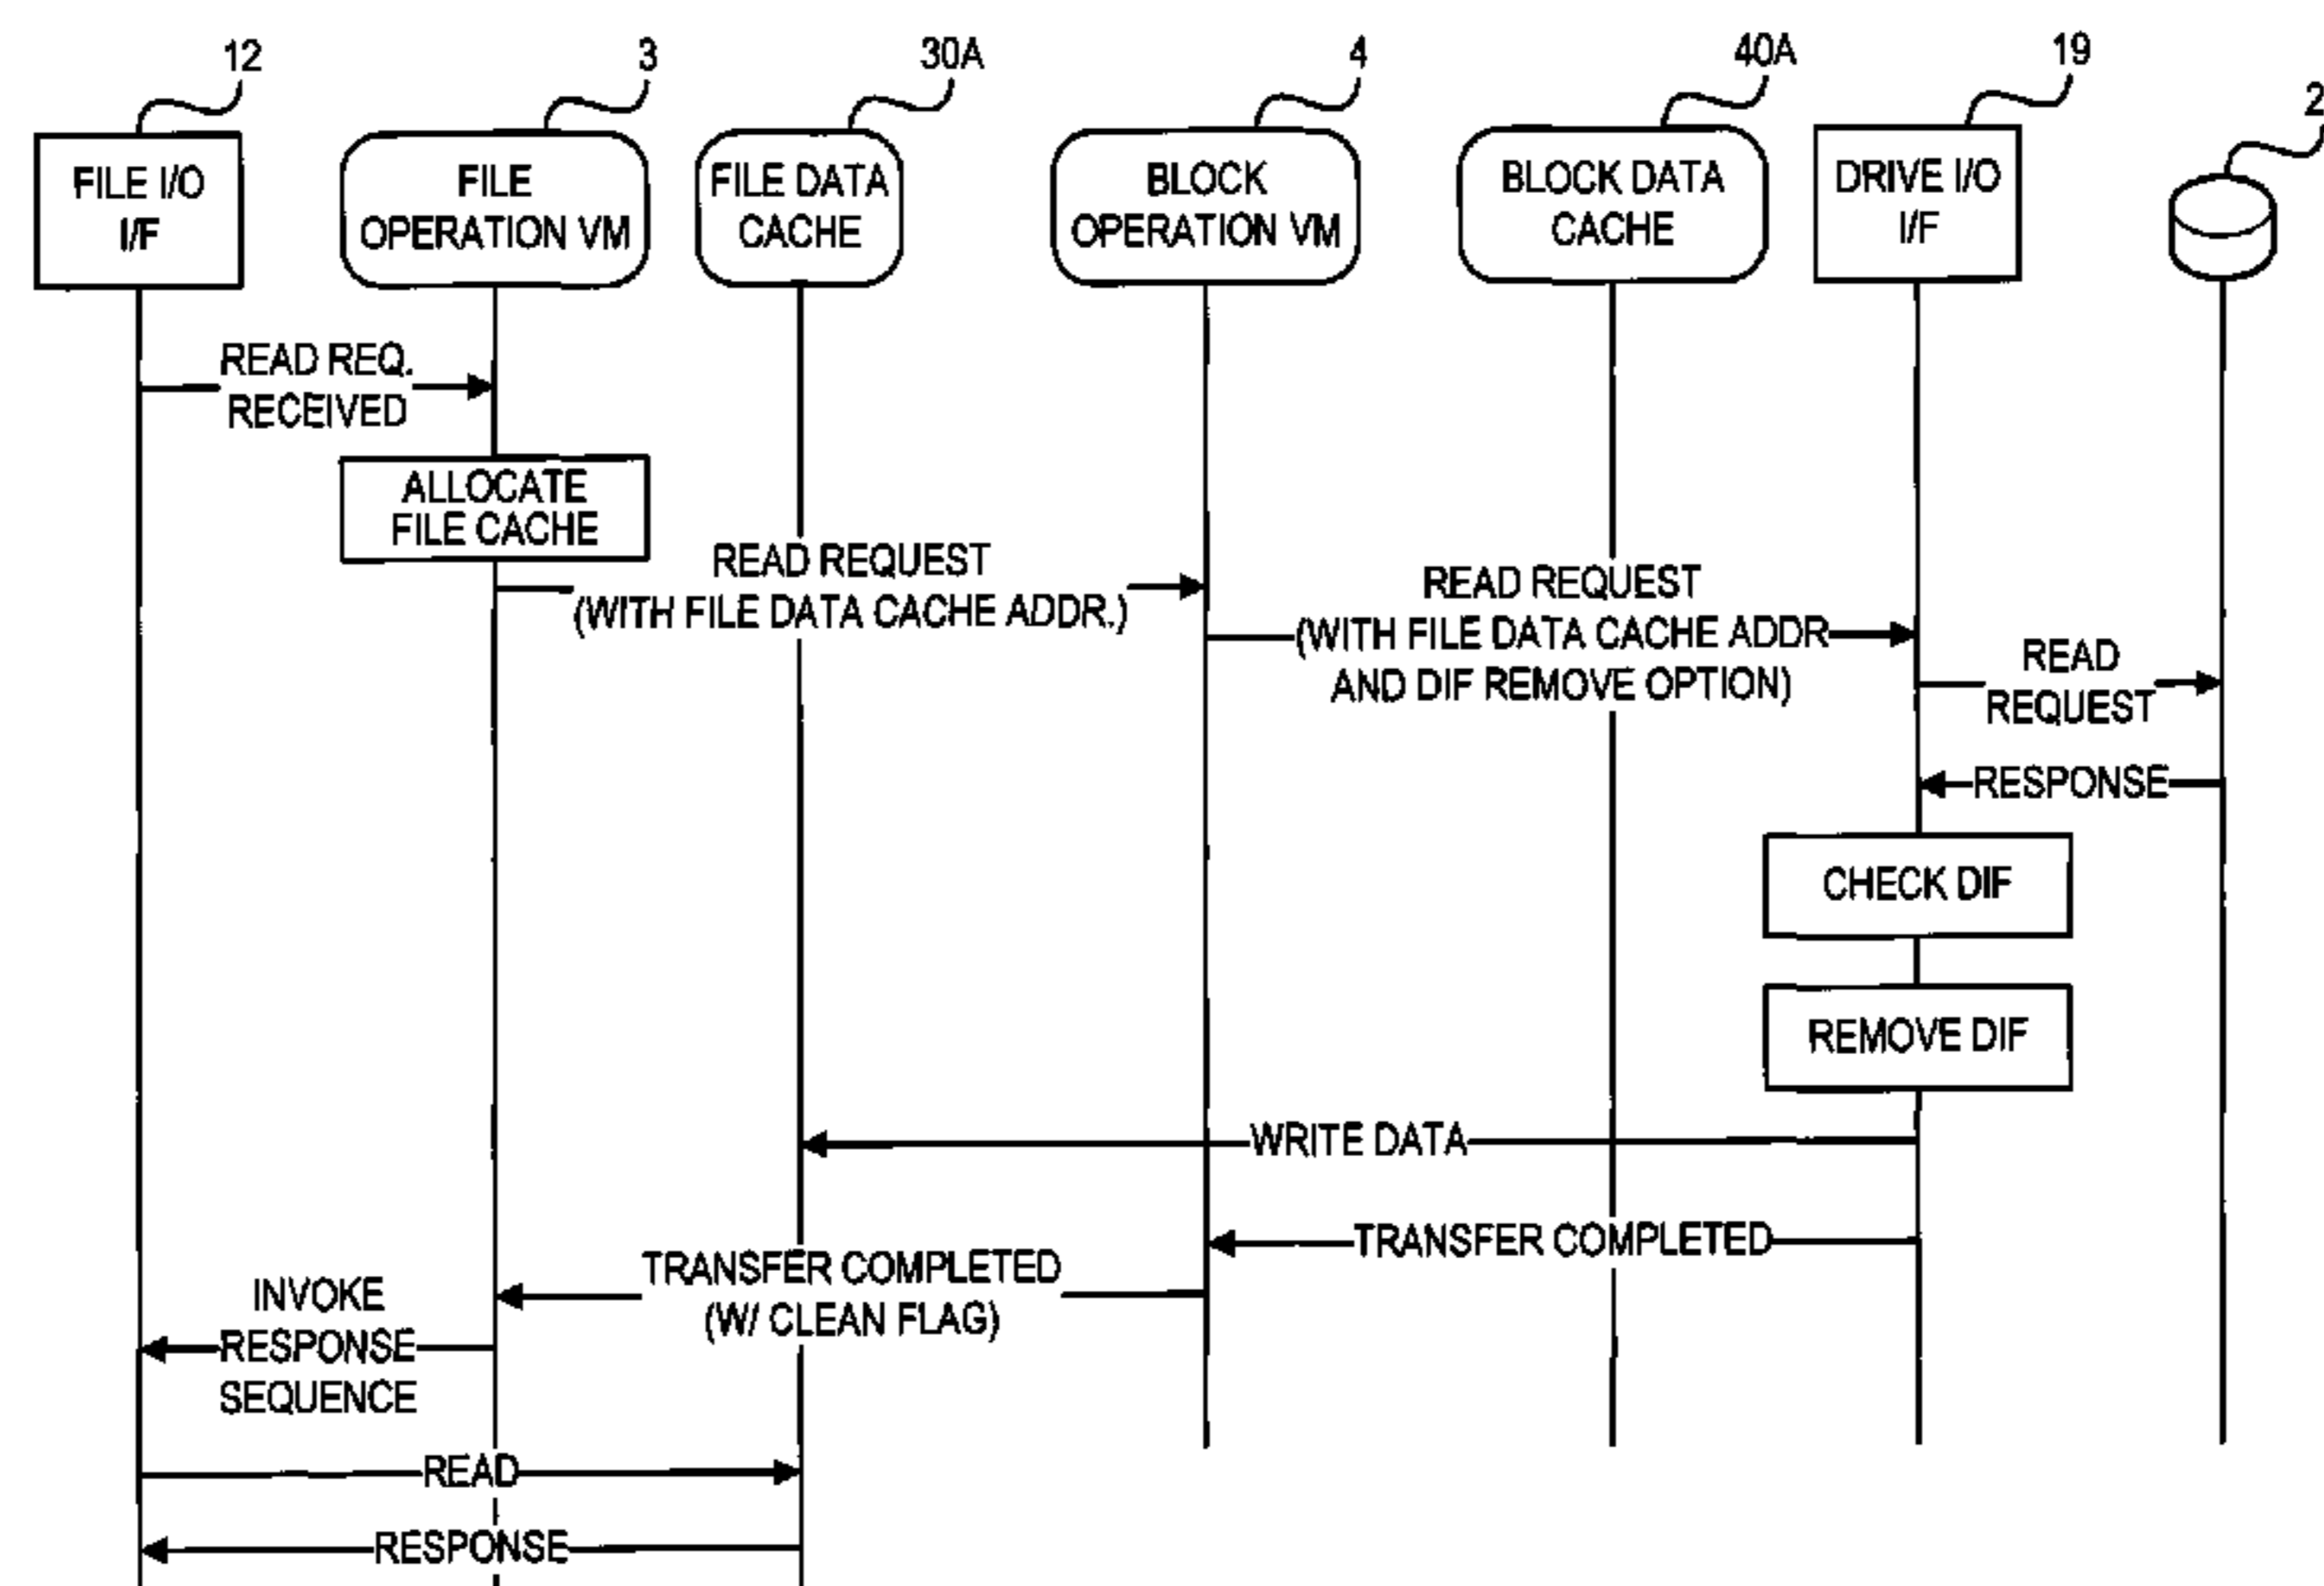 12
3
30A
4
40A
19
2
FILE I/O
I/F
FILE
OPERATION VM
FILE DATA
CACHE
BLOCK
OPERATION VM
BLOCK DATA
CACHE
DRIVE I/O
I/F
READ REQ.
RECEIVED
ALLOCATE
FILE CACHE
READ REQUEST
(WITH FILE DATA CACHE ADDR.)
READ REQUEST
(WITH FILE DATA CACHE ADDR
AND DIF REMOVE OPTION)
READ
REQUEST
RESPONSE
CHECK DIF
REMOVE DIF
WRITE DATA
TRANSFER COMPLETED
TRANSFER COMPLETED
(W/ CLEAN FLAG)
INVOKE
RESPONSE
SEQUENCE
READ
RESPONSE